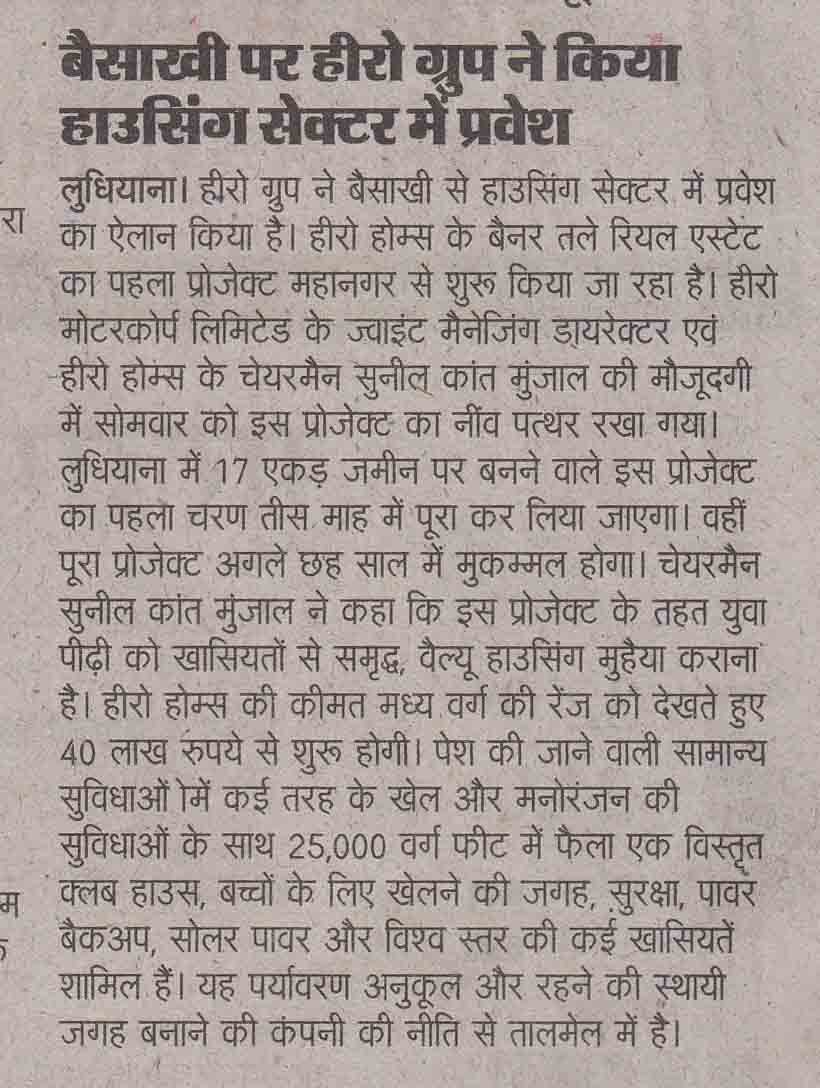 बैसाखी पर हीरो ग्रुप ने किया
हाउसिंग सेक्टर में प्रवेश
लुधियाना। हीरो ग्रुप ने बैसाखी से हाउसिंग सेक्टर में प्रवेश
का ऐलान किया है। हीरो होम्स के बैनर तले रियल एस्टेट
का पहला प्रोजेक्ट महानगर से शुरू किया जा रहा है। हीरो
मोटरकोर्प लिमिटेड के ज्वाइंट मैनेजिंग डायरेक्टर एवं
हीरो होम्स के चेयरमैन सुनील कांत मुंजाल की मौजूदगी
में सोमवार को इस प्रोजेक्ट का नींव पत्थर रखा गया।
लुधियाना में 17 एकड़ जमीन पर बनने वाले इस प्रोजेक्ट
का पहला चरण तीस माह में पूरा कर लिया जाएगा। वहीं
पूरा प्रोजेक्ट अगले छह साल में मुकम्मल होगा। चेयरमैन
सुनील कांत मुंजाल ने कहा कि इस प्रोजेक्ट के तहत युवा
पीढ़ी को खासियतों से समृद्ध, वैल्यू हाउसिंग मुहैया कराना
है। हीरो होम्स की कीमत मध्य वर्ग की रेंज को देखते हुए
40 लाख रुपये से शुरू होगी। पेश की जाने वाली सामान्य
सुविधाओं ोमें कई तरह के खेल और मनोरंजन की
सुविधाओं के साथ 25,000 वर्ग फीट में फैला एक विस्तृत
क्लब हाउस, बच्चों के लिए खेलने की जगह, सुरक्षा, पावर
बैकअप, सोलर पावर और विश्व स्तर की कई खासियतें
शामिल हैं। यह पर्यावरण अनुकूल और रहने की स्थायी
जगह बनाने की कंपनी की नीति से तालमेल में है।
रा
म